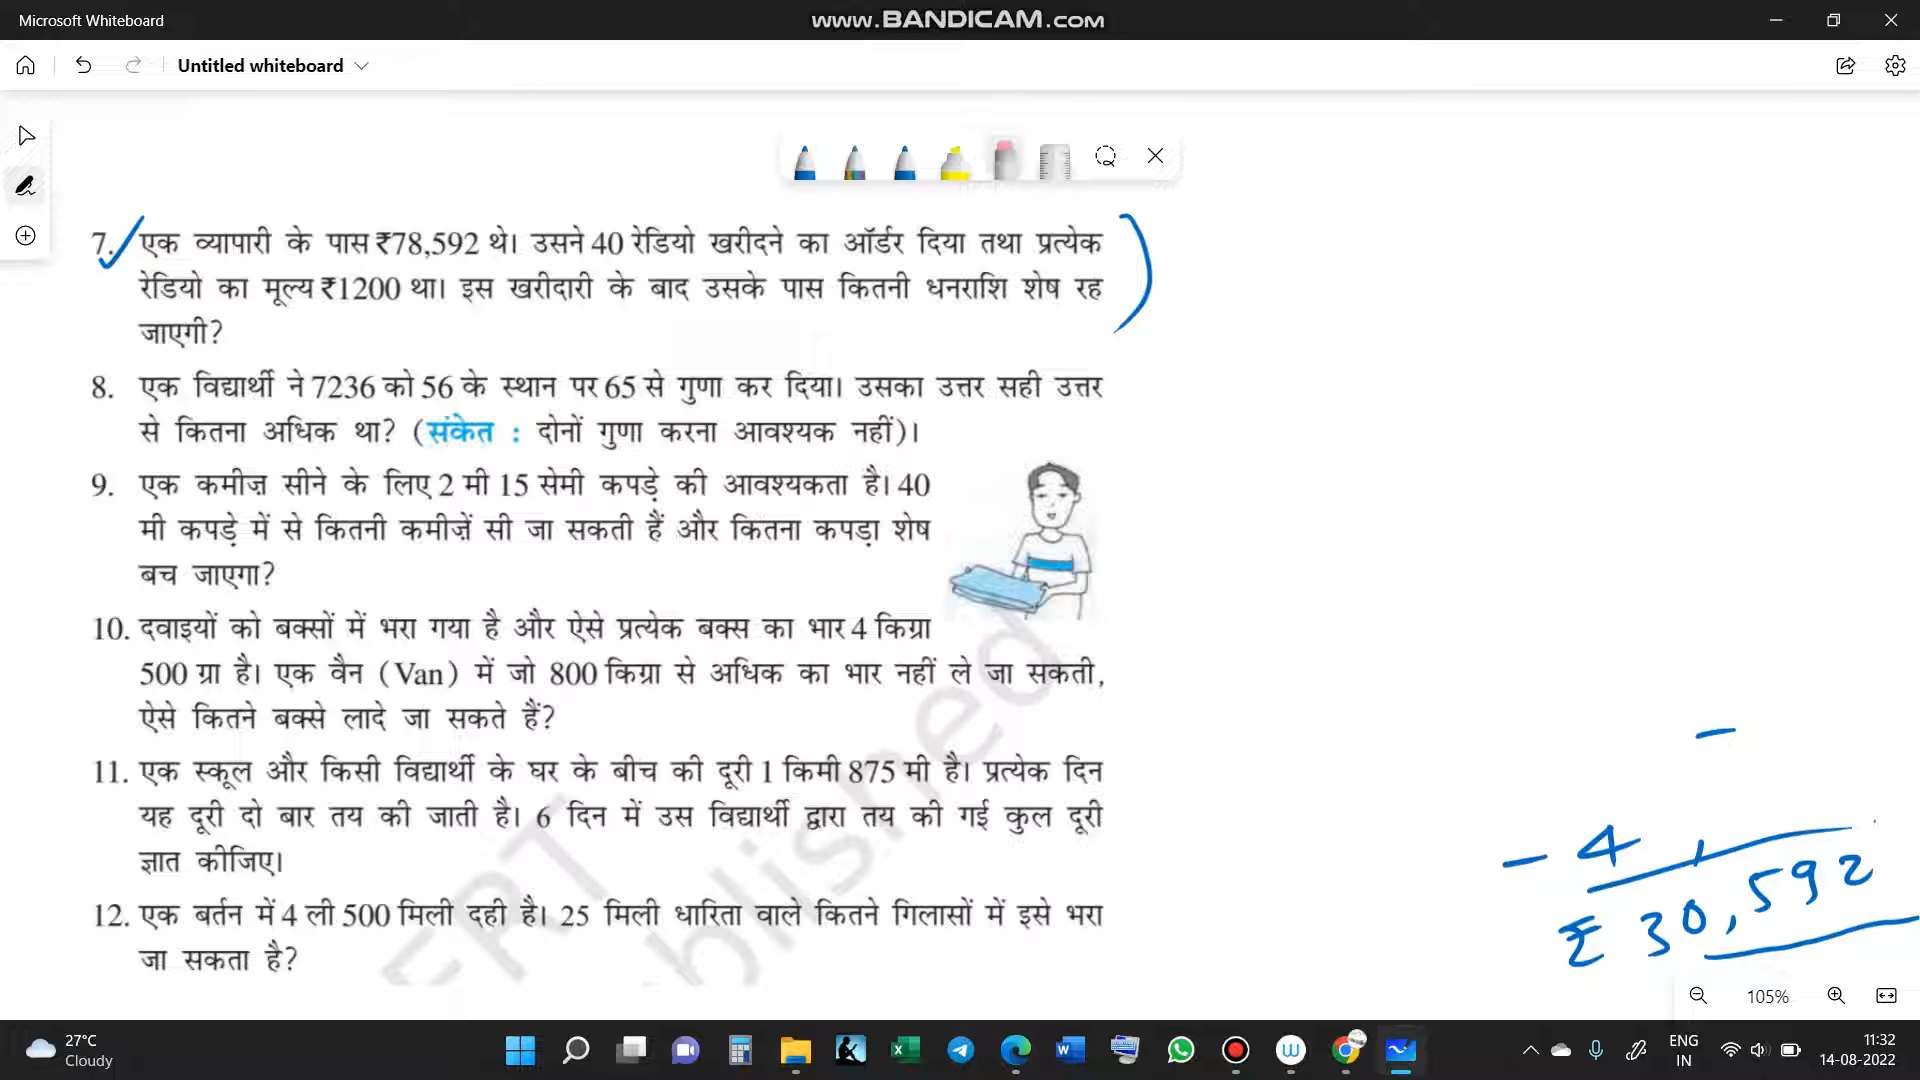 Microsoft Whiteboard
www.BANDICAM.com
Untitled whiteboard
7. एक व्यापारी के पास ₹78,592 थे। उसने 40 रेडियो खरीदने का ऑर्डर दिया तथा प्रत्येक
रेडियो का मूल्य ₹1200 था। इस खरीदारी के बाद उसके पास कितनी धनराशि शेष रह
जाएगी?
8. एक विद्यार्थी ने 7236 को 56 के स्थान पर 65 से गुणा कर दिया। उसका उत्तर सही उत्तर
से कितना अधिक था? (संकेत : दोनों गुणा करना आवश्यक नहीं)।
9. एक कमीज़ सीने के लिए 2 मी 15 सेमी कपड़े की आवश्यकता है। 40
मी कपड़े में से कितनी कमीज़ें सी जा सकती हैं और कितना कपड़ा शेष
बच जाएगा?
10. दवाइयों को बक्सों में भरा गया है और ऐसे प्रत्येक बक्स का भार 4 किग्रा
500 ग्रा है। एक वैन (Van) में जो 800 किग्रा से अधिक का भार नहीं ले जा सकती,
ऐसे कितने बक्से लादे जा सकते हैं?
11. एक स्कूल और किसी विद्यार्थी के घर के बीच की दूरी 1 किमी 875 मी है। प्रत्येक दिन
यह दूरी दो बार तय की जाती है। 6 दिन में उस विद्यार्थी द्वारा तय की गई कुल दूरी
ज्ञात कीजिए।
12. एक बर्तन में 4 ली 500 मिली दही है। 25 मिली धारिता वाले कितने गिलासों में इसे भरा
जा सकता है?
- 4 ,
₹ 30,592
105%
27°C
Cloudy
ENG
IN
11:32
14-08-2022